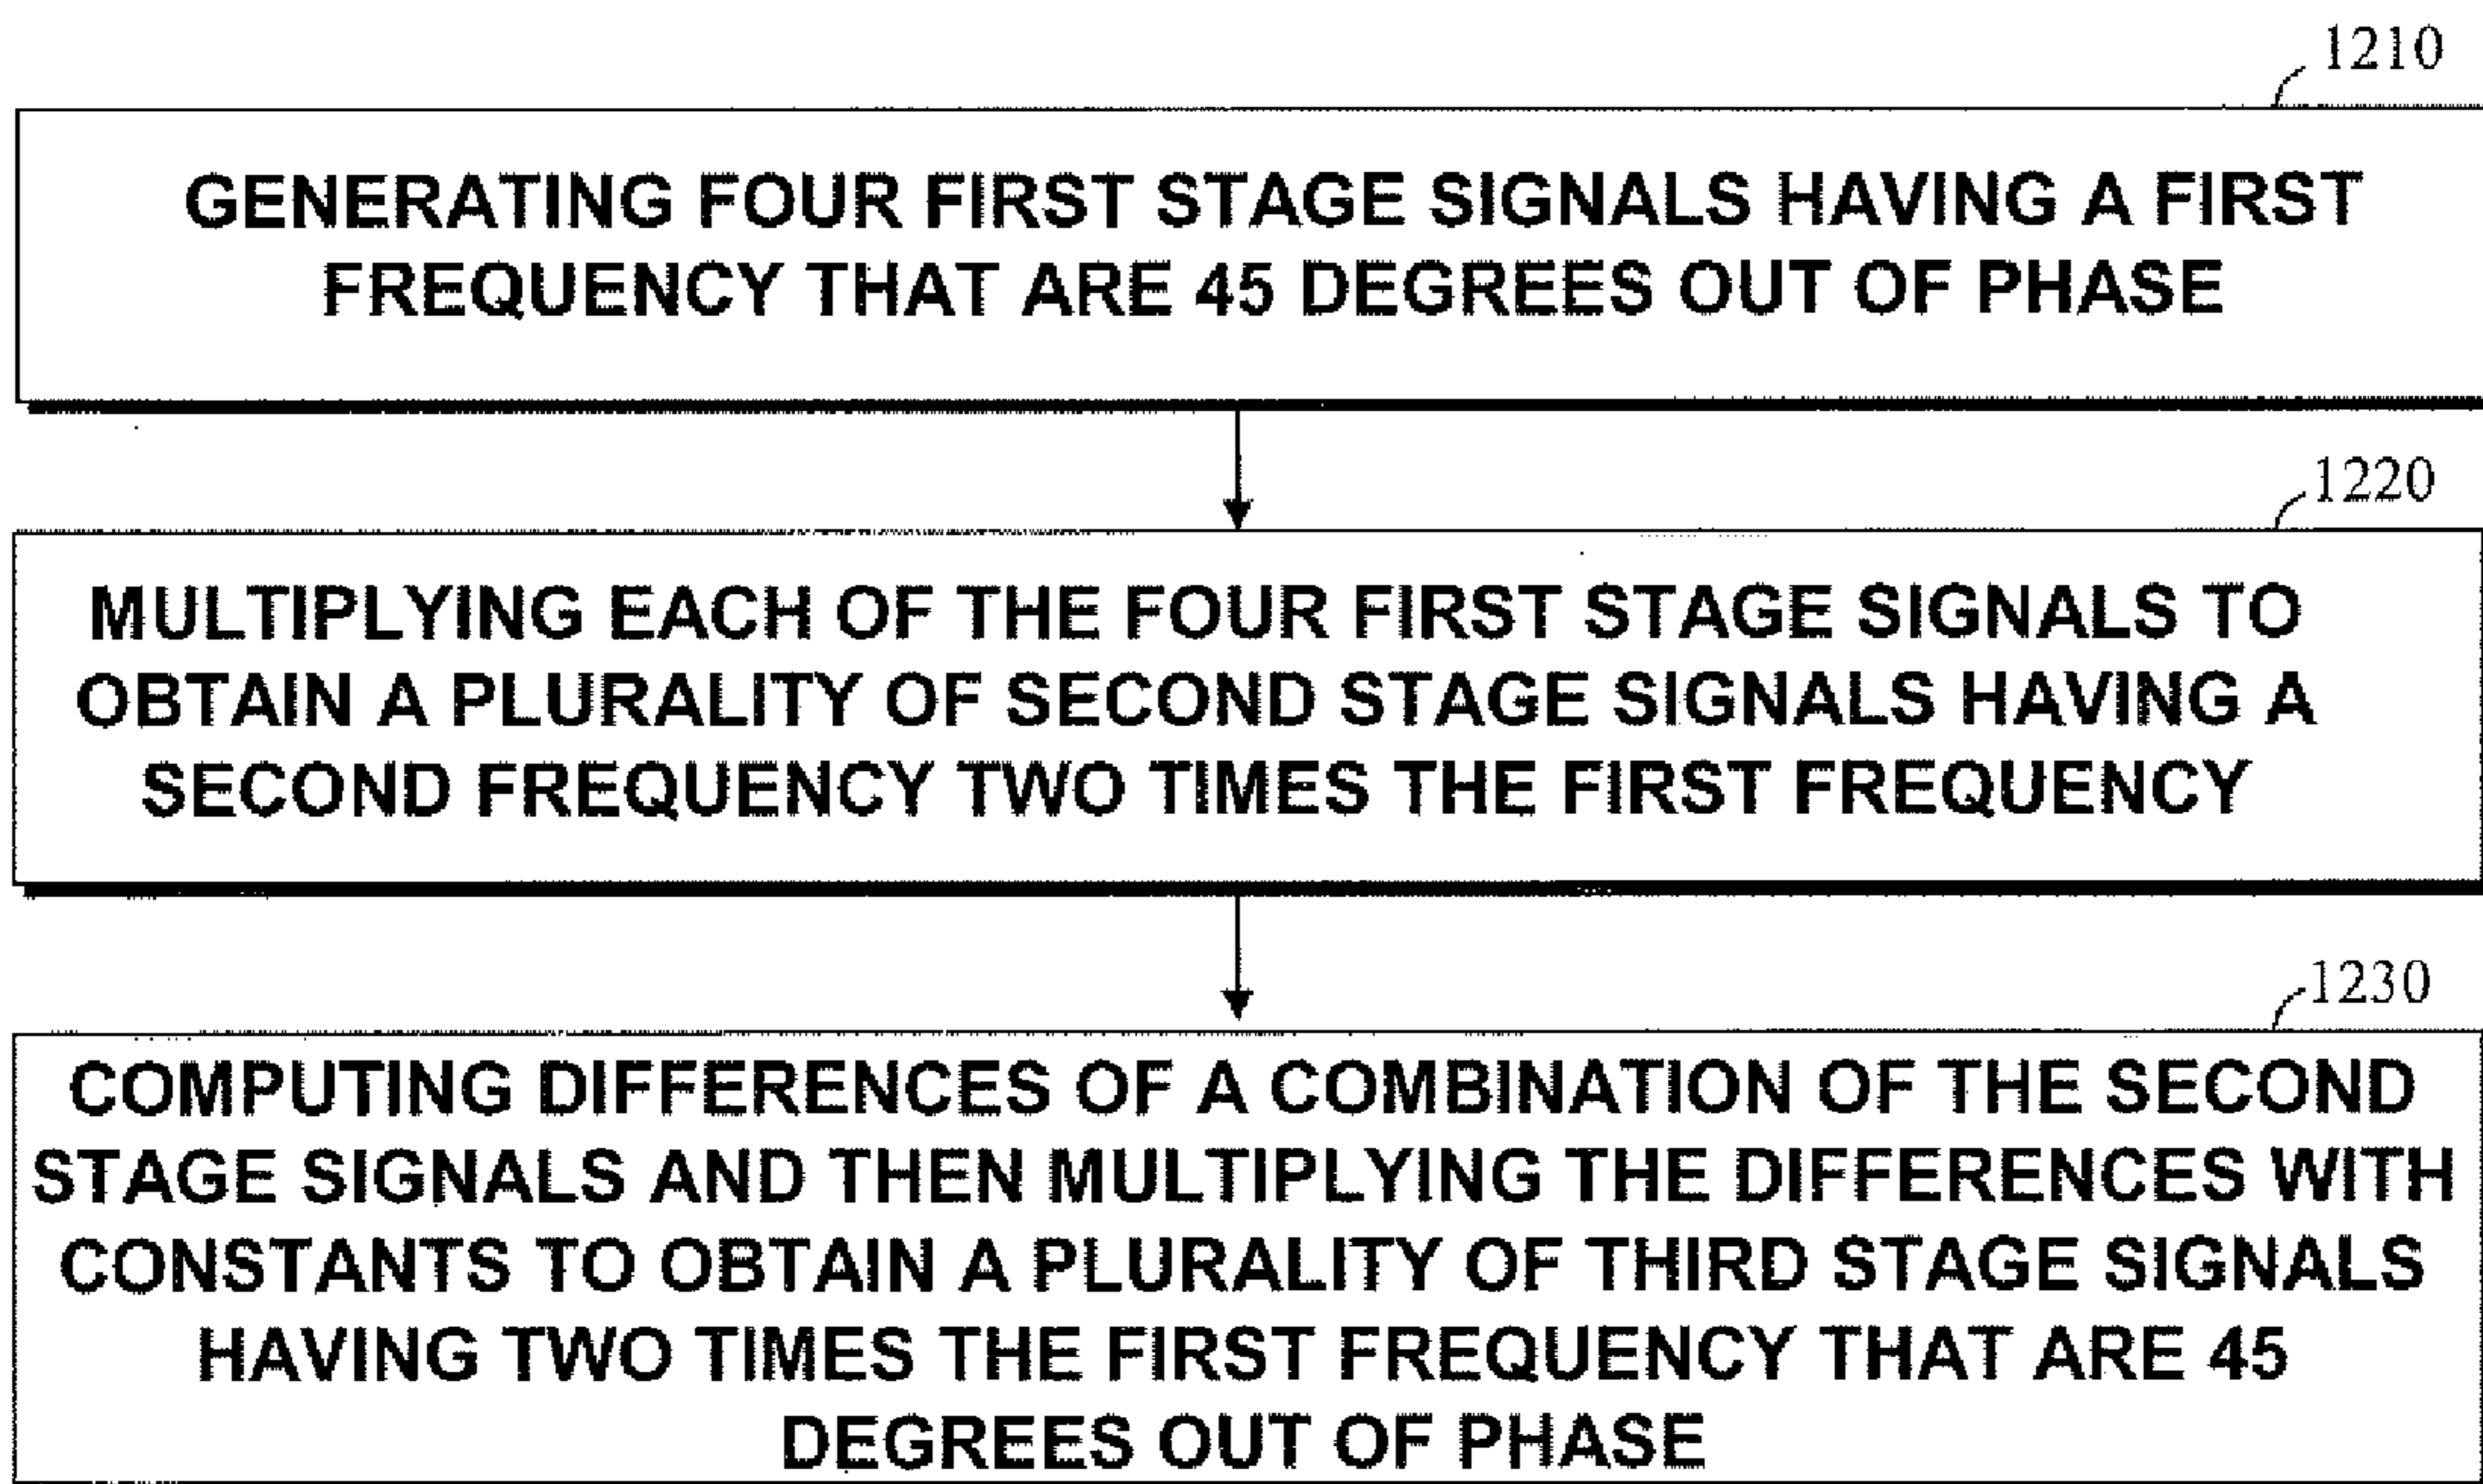 1210
GENERATING FOUR FIRST STAGE SIGNALS HAVING A FIRST
FREQUENCY THAT ARE 45 DEGREES OUT OF PHASE
1220
MULTIPLYING EACH OF THE FOUR FIRST STAGE SIGNALS TO
OBTAIN A PLURALITY OF SECOND STAGE SIGNALS HAVING A
SECOND FREQUENCY TWO TIMES THE FIRST FREQUENCY
1230
COMPUTING DIFFERENCES OF A COMBINATION OF THE SECOND
STAGE SIGNALS AND THEN MULTIPLYING THE DIFFERENCES WITH
CONSTANTS TO OBTAIN A PLURALITY OF THIRD STAGE SIGNALS
HAVING TWO TIMES THE FIRST FREQUENCY THAT ARE 45
DEGREES OUT OF PHASE